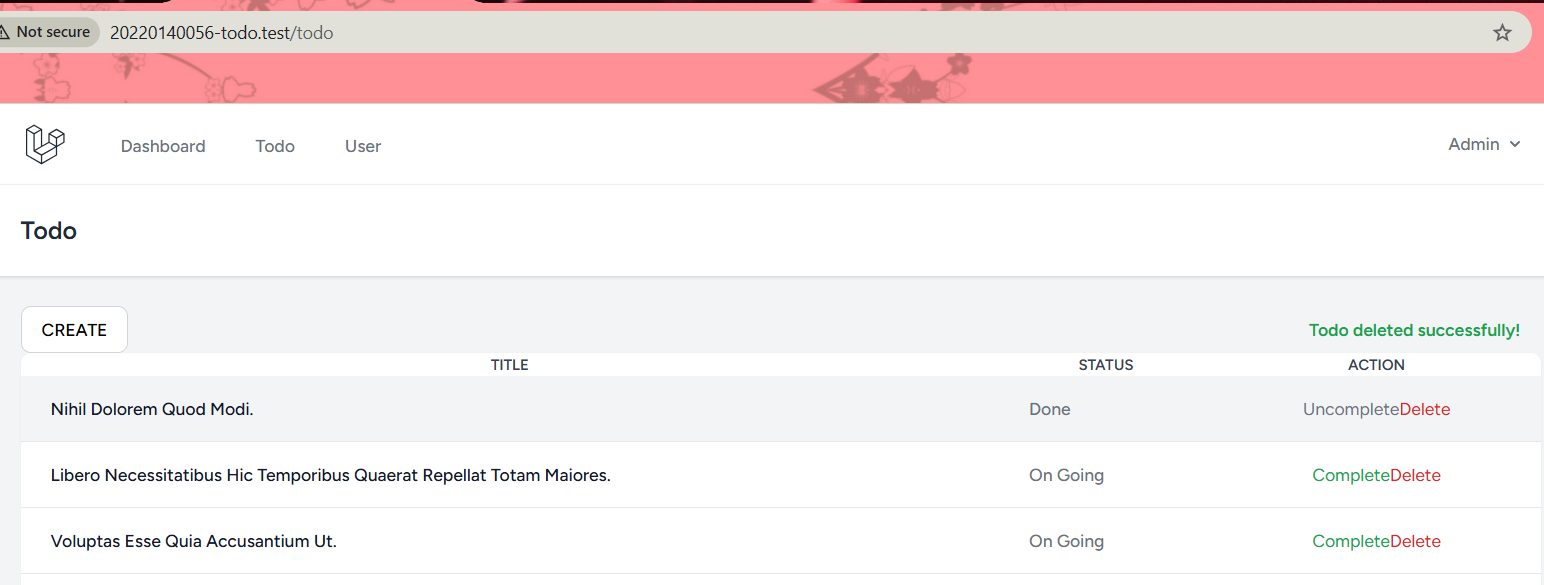 Not secure 20220140056-todo.test/todo
Dashboard Todo User Admin
Todo
CREATE Todo deleted successfully!
TITLE STATUS ACTION
Nihil Dolorem Quod Modi. Done UncompleteDelete
Libero Necessitatibus Hic Temporibus Quaerat Repellat Totam Maiores. On Going CompleteDelete
Voluptas Esse Quia Accusantium Ut. On Going CompleteDelete